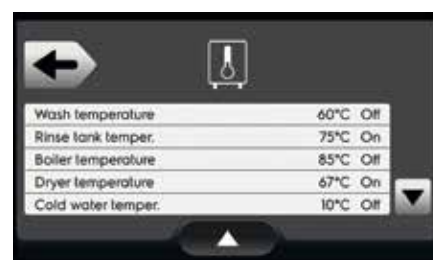 Wash temperature 60°C Off
Rinse tank temper. 75°C On
Boiler temperature 85°C Off
Dryer temperature 67°C On
Cold water temper. 10°C Off